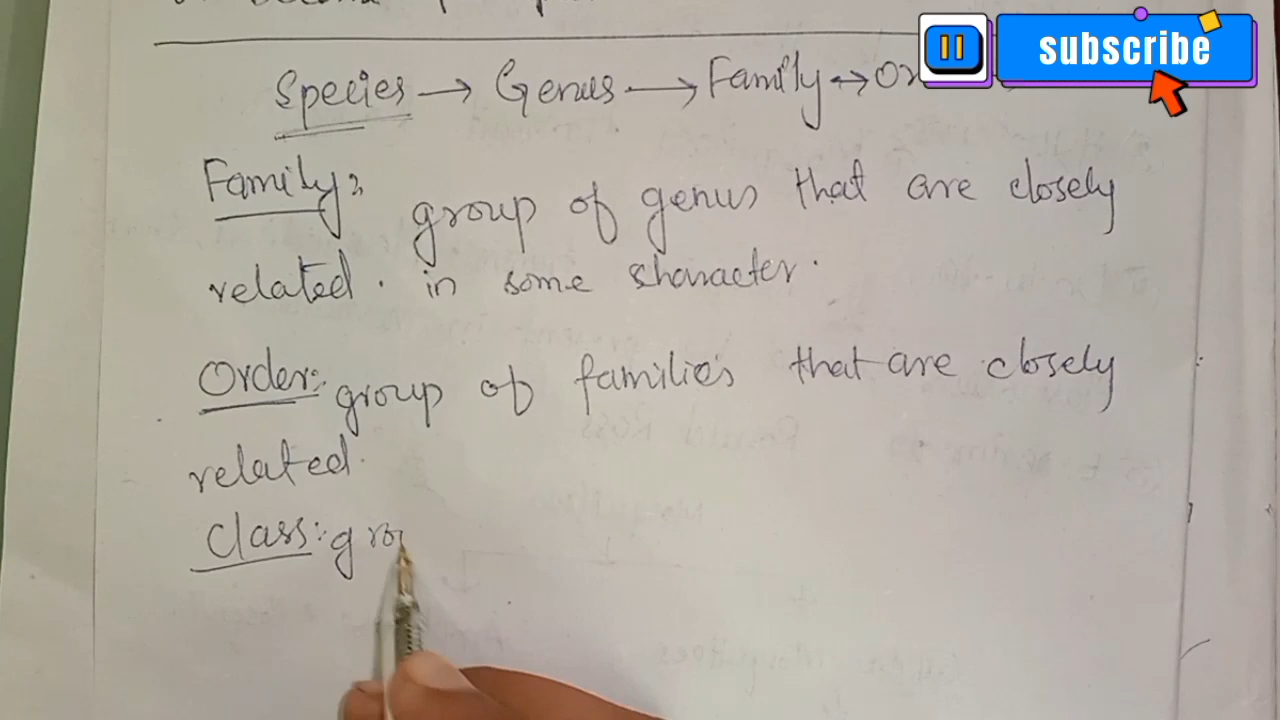 subscribe
Species → Genus → Family ↔ Or
Family: group of genus that are closely
related. in some sharacter.
Order: group of families that are closely
related.
Class: gro